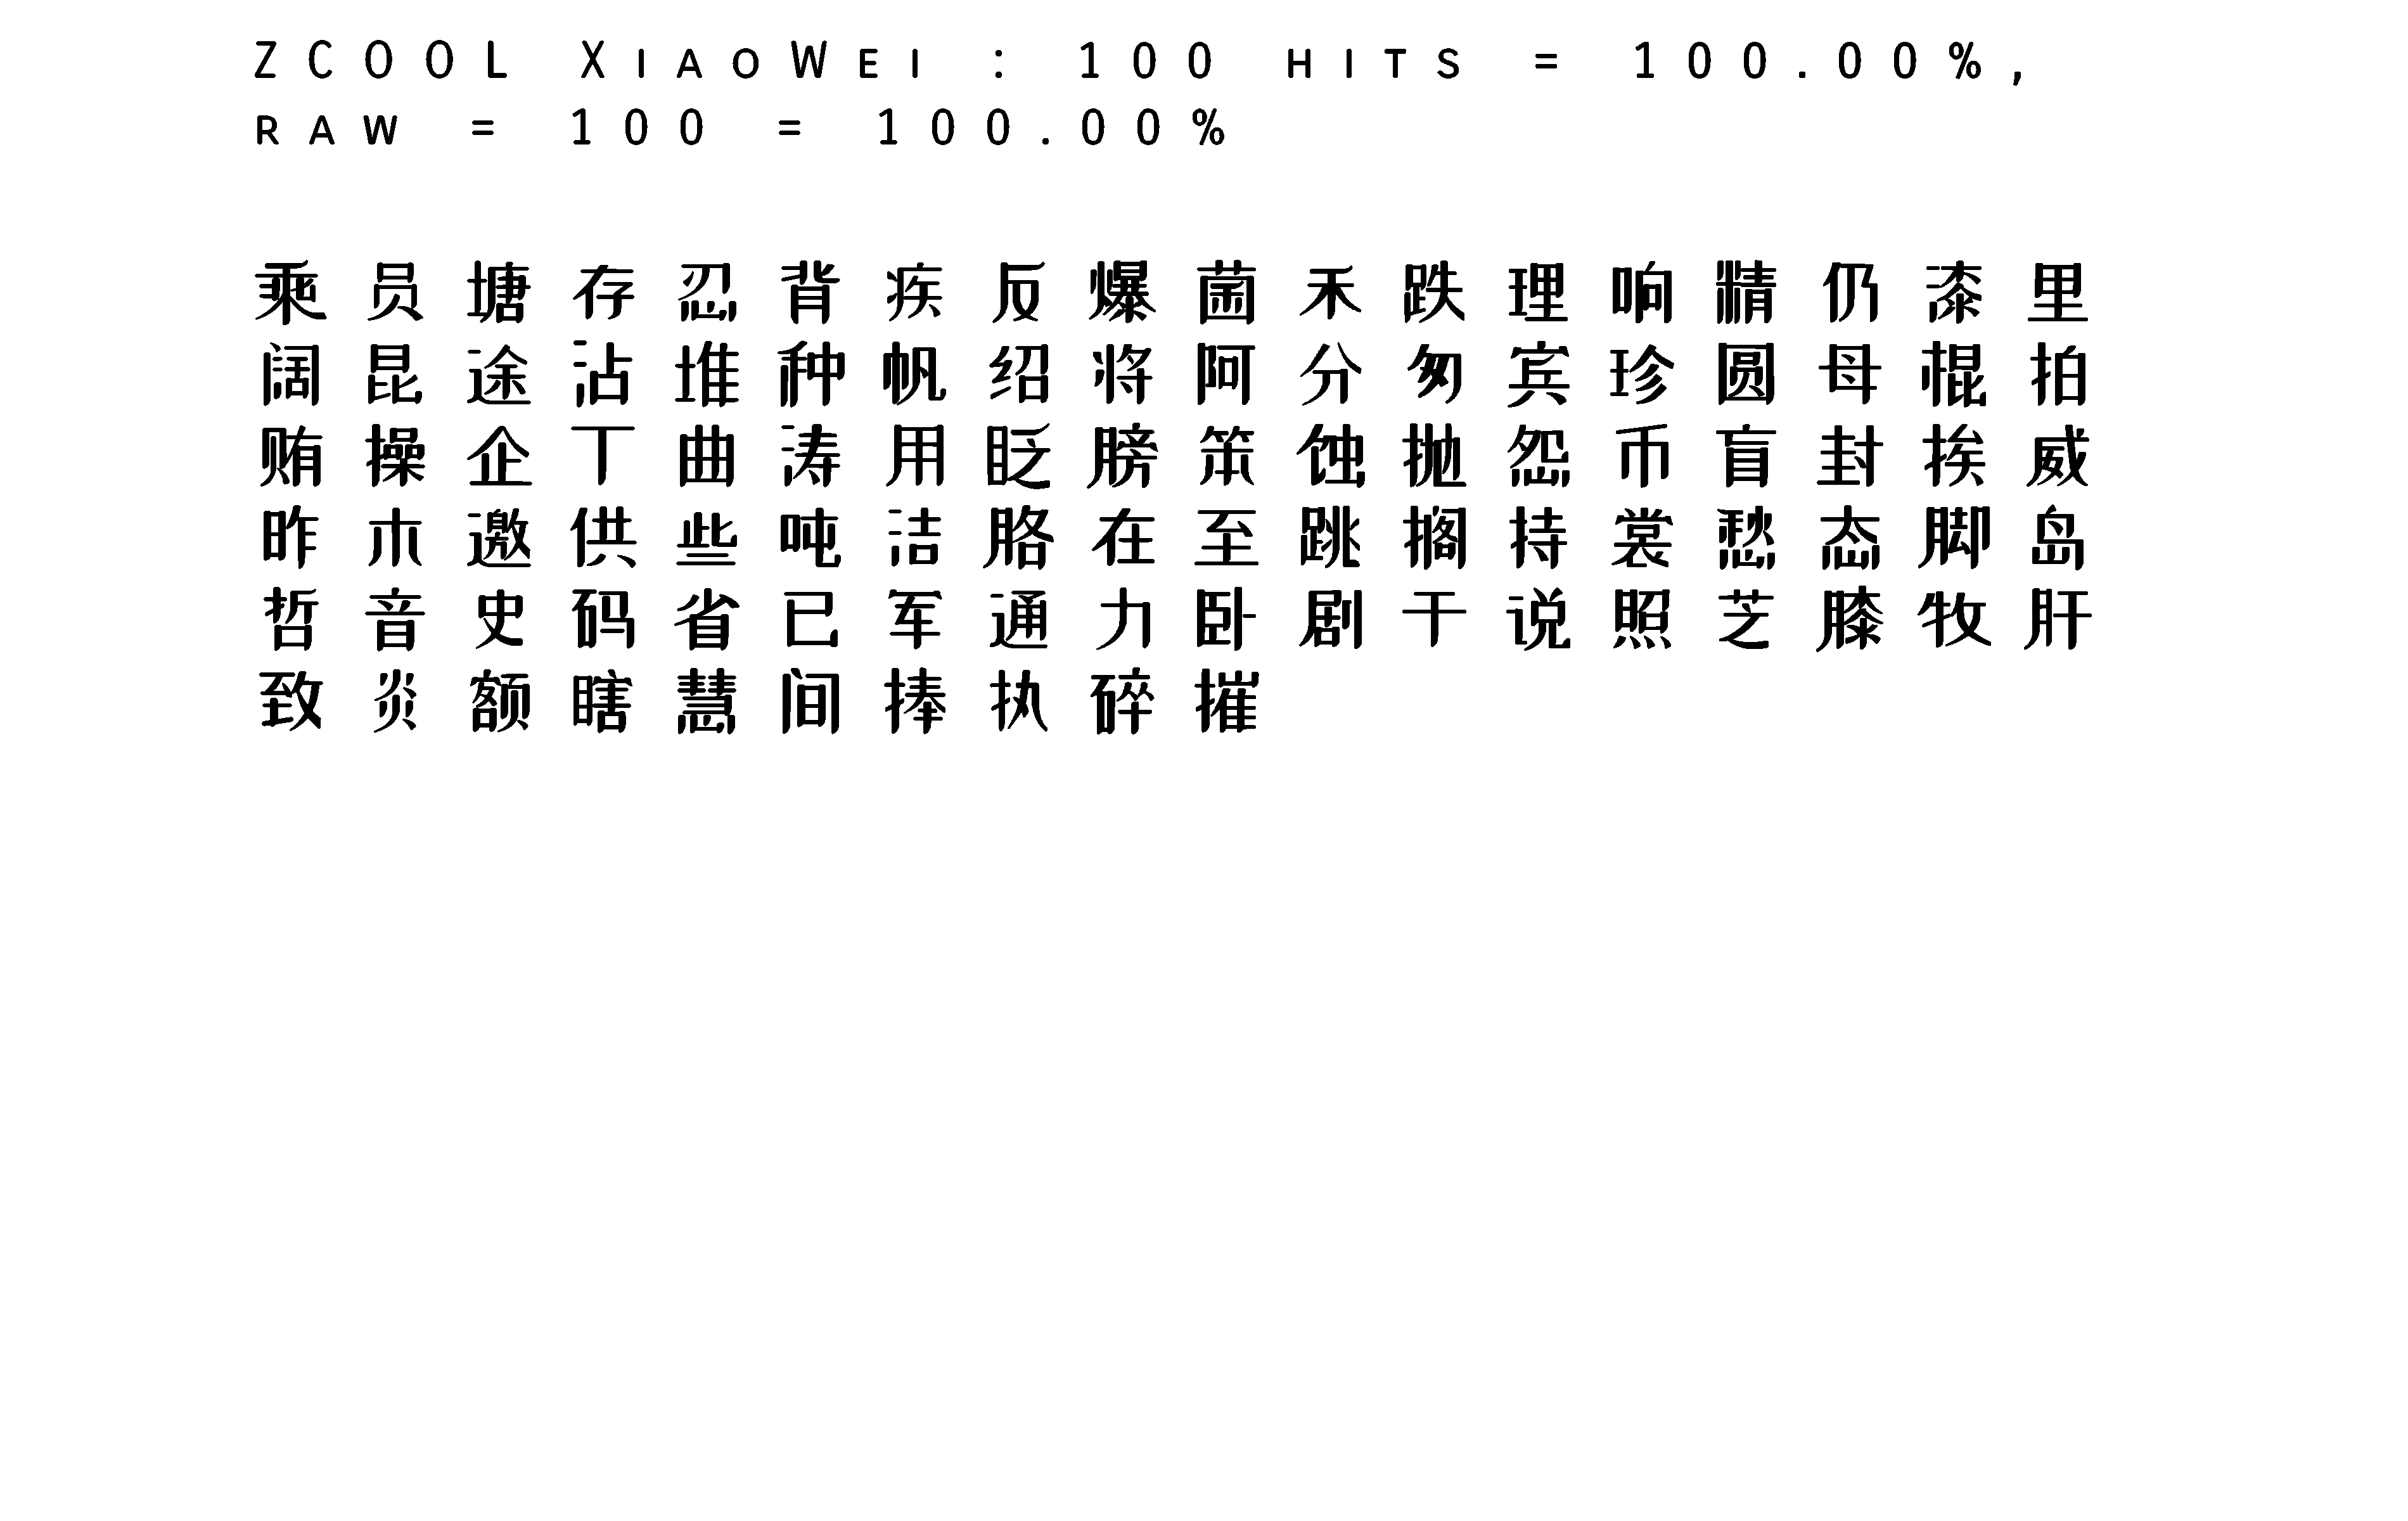 ZCOOL XiaoWei : 100 hits = 100.00%,
raw = 100 = 100.00%
乘员塘存忍背疾反爆菌禾跌理响精仍漆里
阔昆途沾堆种帆绍将阿分匆宾珍圆母棍拍
贿操企丁曲涛用眨膀笨蚀抛怨币盲封挨威
昨木邀供些吨洁胳在至跳搁持裳愁态脚岛
哲音史码省已军通力卧剧干说照芝膝牧肝
致炎额瞎慧间捧执碎摧